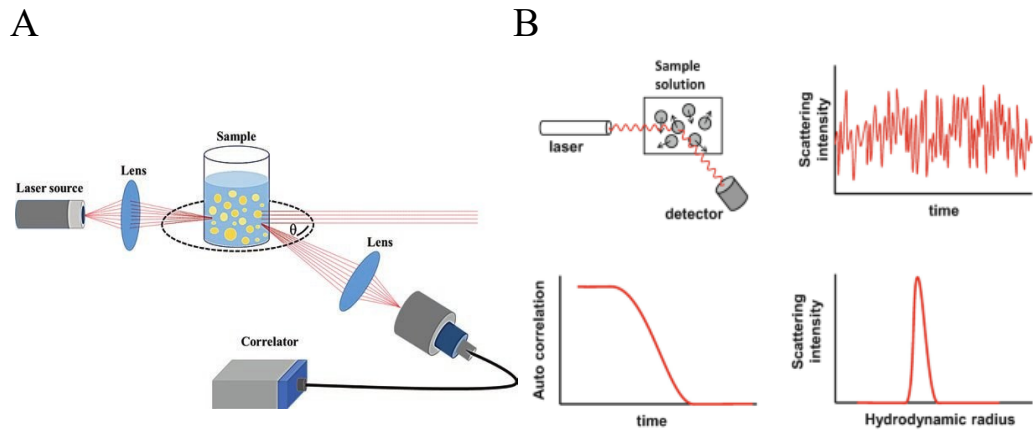 A
Sample
Lens
Laser source
θ
Lens
Correlator
B
Sample
solution
laser
detector
Scattering
intensity
time
Auto correlation
time
Scattering
intensity
Hydrodynamic radius